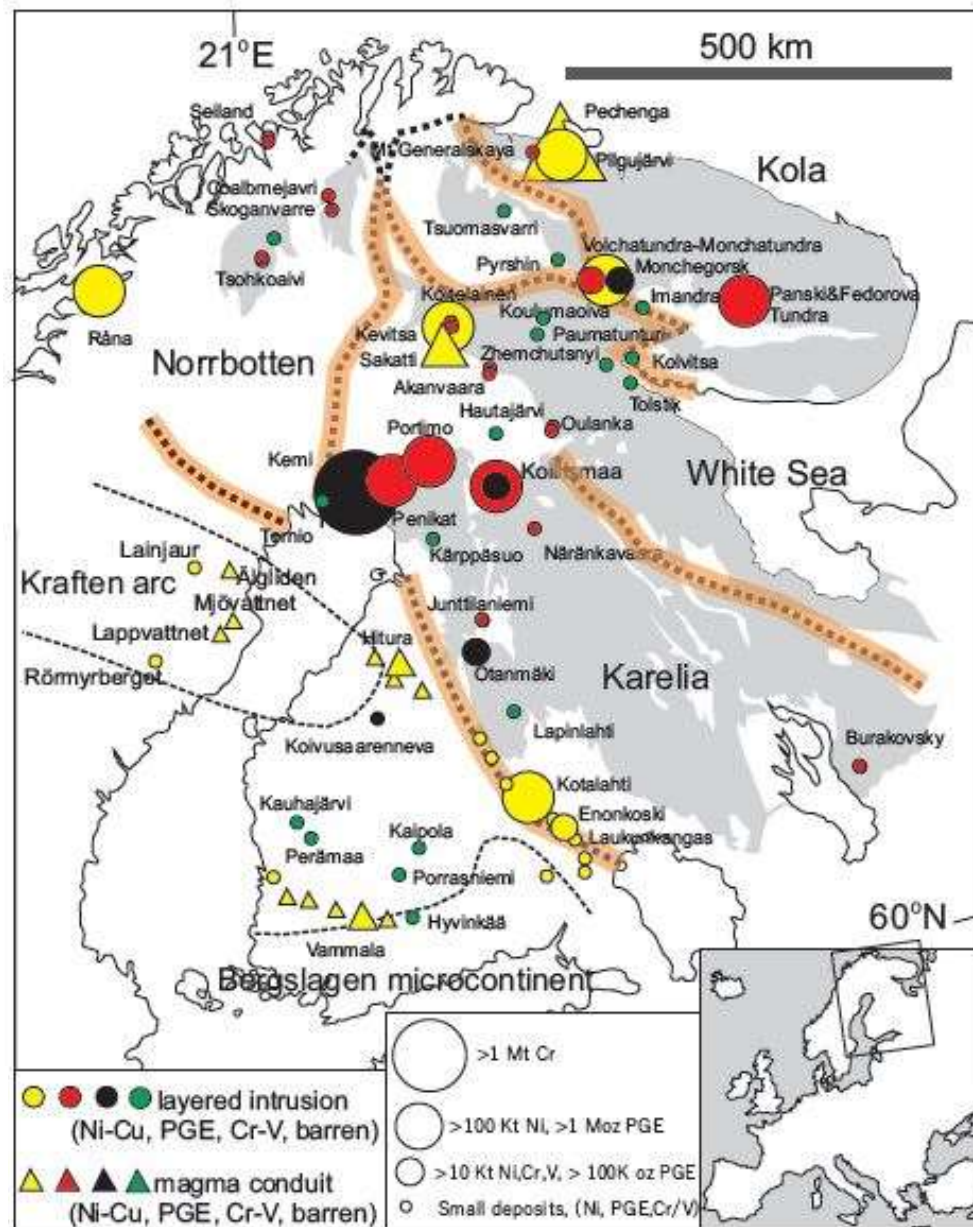 21°E
500 km
Seiland
Pechenga
Mt Generalskaya
Pilgujärvi
Kola
Coalbmejavri
Skoganvarre
Tsuomasvarri
Tsohkoaivi
Pyrshin
Volchatundra-Monchatundra
Monchegorsk
Imandra
Panski&Fedorova
Tundra
Råna
Koitelainen
Koulumaoiva
Kevitsa
Paumatunturi
Norrbotten
Sakatti
Zhemchutsnyi
Kolvitsa
Akanvaara
Tolstik
Hautajärvi
Oulanka
Portimo
Kemi
Koillismaa
White Sea
Penikat
Tornio
Kärppäsuo
Näränkavaara
Lainjaur
Kraften arc
Älgliden
Mjövattnet
Junttilaniemi
Lappvattnet
Hitura
Rörmyrberget
Otanmäki
Karelia
Koivusaarenneva
Lapinlahti
Burakovsky
Kotalahti
Kauhajärvi
Enonkoski
Kaipola
Laukunkangas
Perämaa
Porrasniemi
Hyvinkää
60°N
Vammala
Bergslagen microcontinent
>1 Mt Cr
layered intrusion
(Ni-Cu, PGE, Cr-V, barren)
>100 Kt Ni, >1 Moz PGE
>10 Kt Ni,Cr,V, > 100K oz PGE
magma conduit
(Ni-Cu, PGE, Cr-V, barren)
Small deposits, (Ni, PGE,Cr/V)